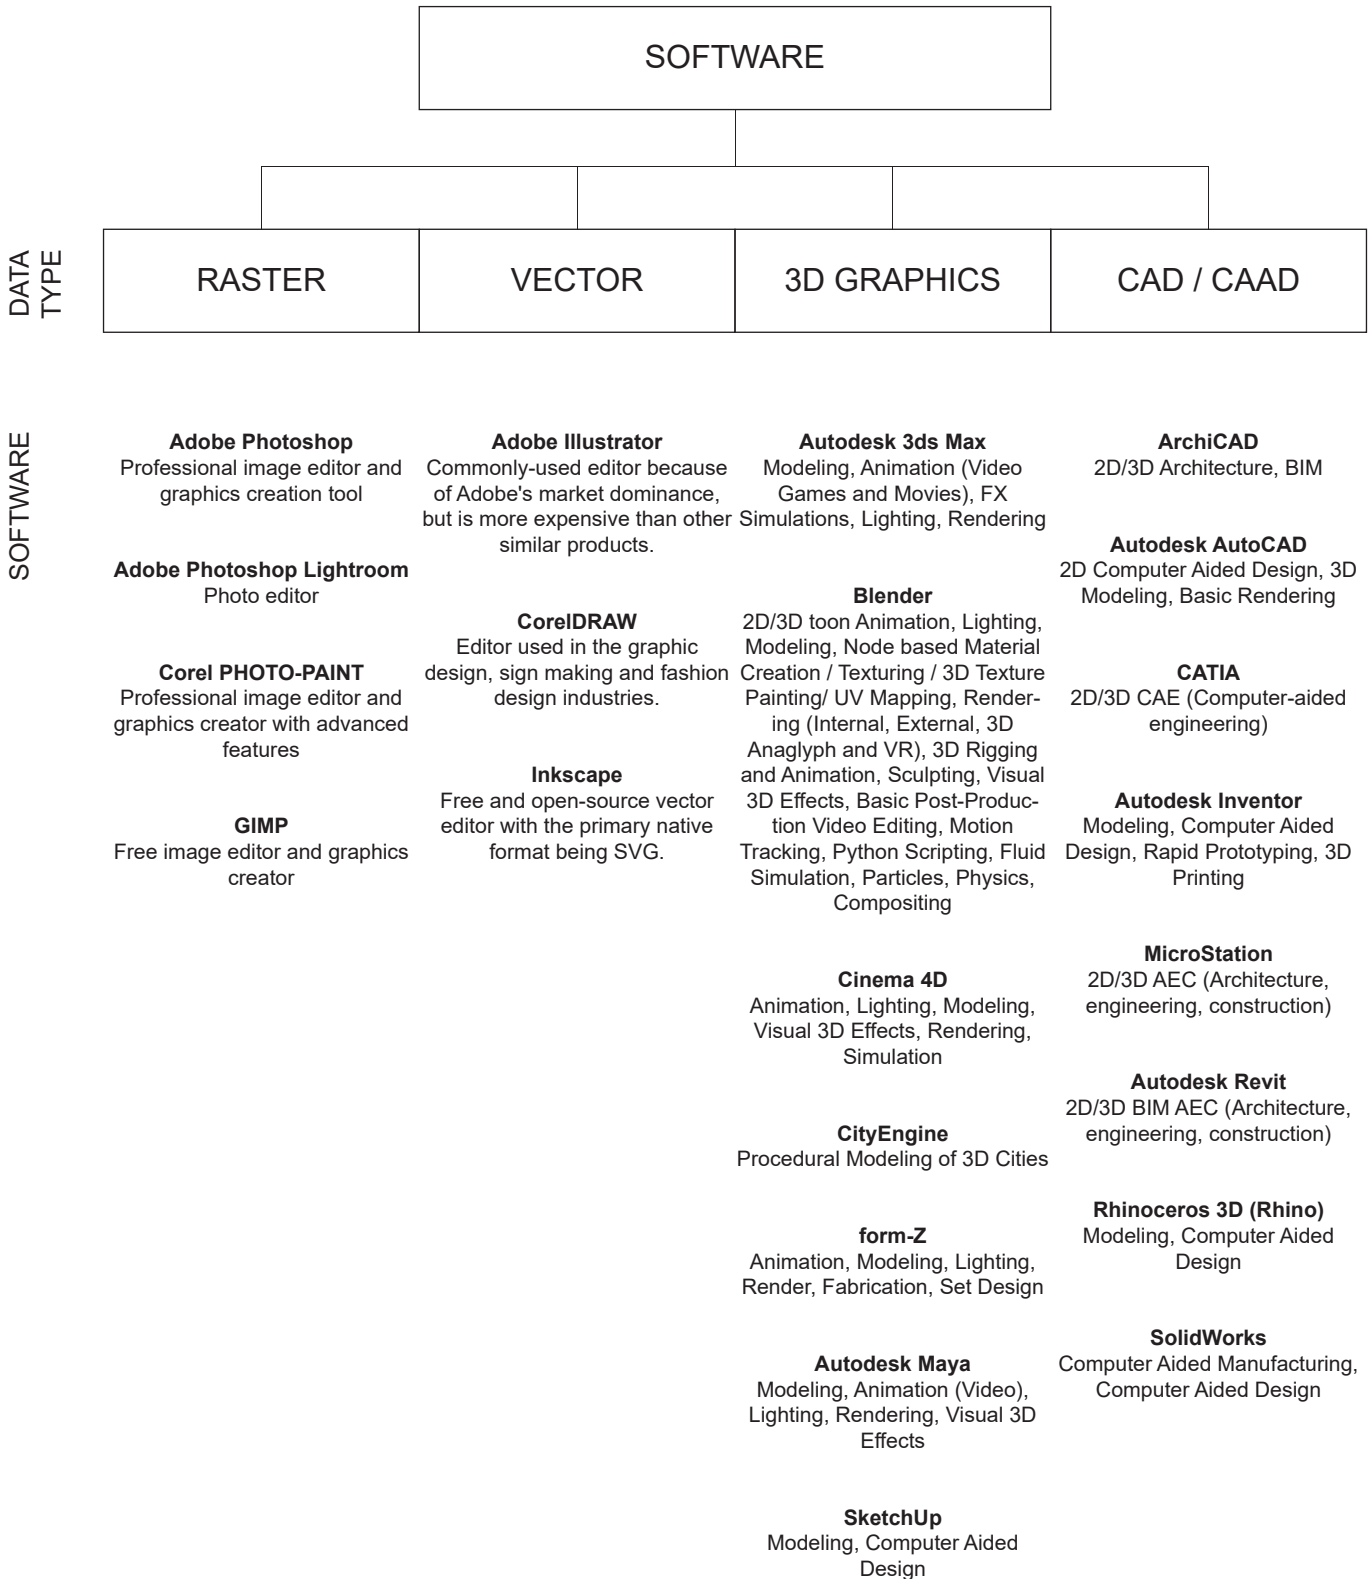 SOFTWARE
DATA
TYPE
RASTER
VECTOR
3D GRAPHICS
CAD / CAAD
SOFTWARE
Adobe Photoshop
Professional image editor and
graphics creation tool
Adobe Photoshop Lightroom
Photo editor
Corel PHOTO-PAINT
Professional image editor and
graphics creator with advanced
features
GIMP
Free image editor and graphics
creator
Adobe Illustrator
Commonly-used editor because
of Adobe's market dominance,
but is more expensive than other
similar products.
CorelDRAW
Editor used in the graphic
design, sign making and fashion
design industries.
Inkscape
Free and open-source vector
editor with the primary native
format being SVG.
Autodesk 3ds Max
Modeling, Animation (Video
Games and Movies), FX
Simulations, Lighting, Rendering
Blender
2D/3D toon Animation, Lighting,
Modeling, Node based Material
Creation / Texturing / 3D Texture
Painting/ UV Mapping, Render-
ing (Internal, External, 3D
Anaglyph and VR), 3D Rigging
and Animation, Sculpting, Visual
3D Effects, Basic Post-Produc-
tion Video Editing, Motion
Tracking, Python Scripting, Fluid
Simulation, Particles, Physics,
Compositing
Cinema 4D
Animation, Lighting, Modeling,
Visual 3D Effects, Rendering,
Simulation
CityEngine
Procedural Modeling of 3D Cities
form-Z
Animation, Modeling, Lighting,
Render, Fabrication, Set Design
Autodesk Maya
Modeling, Animation (Video),
Lighting, Rendering, Visual 3D
Effects
SketchUp
Modeling, Computer Aided
Design
ArchiCAD
2D/3D Architecture, BIM
Autodesk AutoCAD
2D Computer Aided Design, 3D
Modeling, Basic Rendering
CATIA
2D/3D CAE (Computer-aided
engineering)
Autodesk Inventor
Modeling, Computer Aided
Design, Rapid Prototyping, 3D
Printing
MicroStation
2D/3D AEC (Architecture,
engineering, construction)
Autodesk Revit
2D/3D BIM AEC (Architecture,
engineering, construction)
Rhinoceros 3D (Rhino)
Modeling, Computer Aided
Design
SolidWorks
Computer Aided Manufacturing,
Computer Aided Design